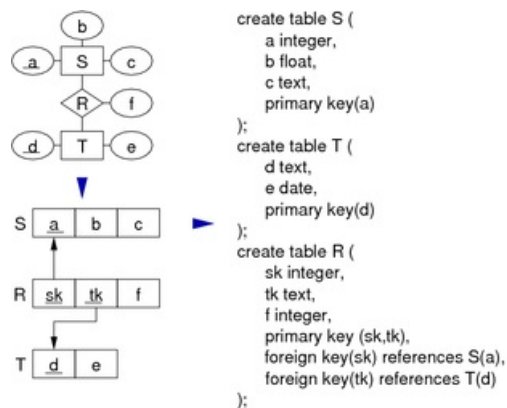 b
a S c
R f
d T e
S a b c
R sk tk f
T d e
create table S (
a integer,
b float,
c text,
primary key(a)
);
create table T (
d text,
e date,
primary key(d)
);
create table R (
sk integer,
tk text,
f integer,
primary key (sk,tk),
foreign key(sk) references S(a),
foreign key(tk) references T(d)
);